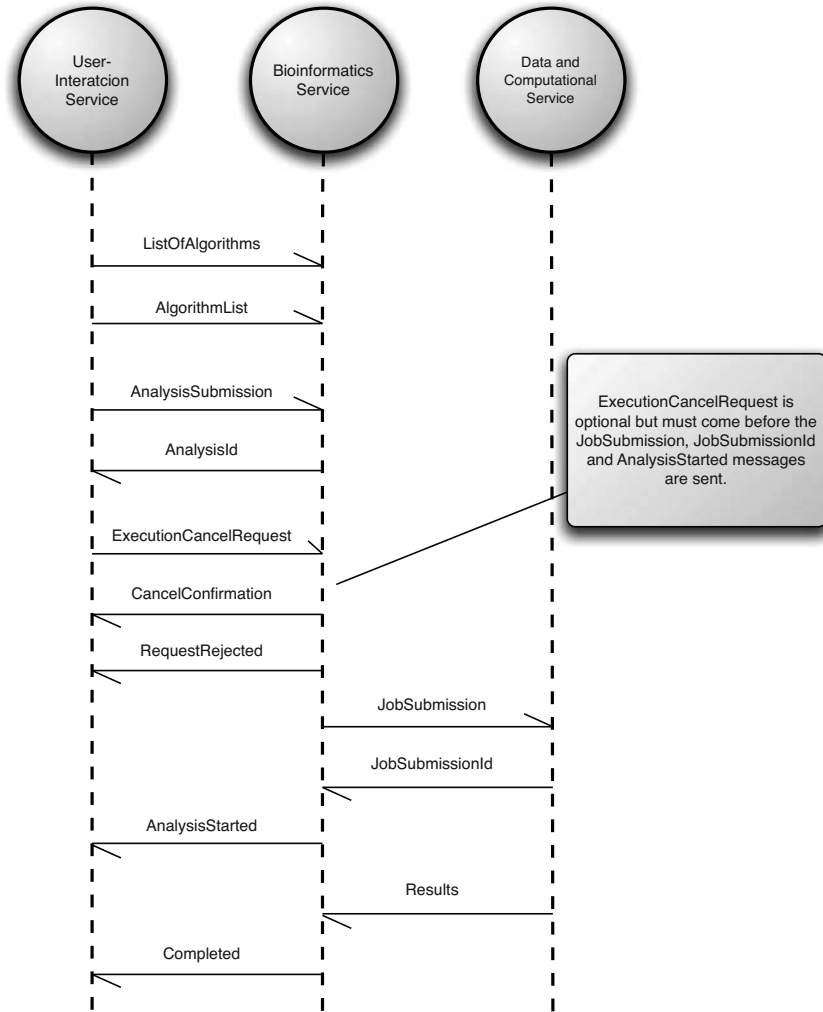 User-
Interatcion
Service
Bioinformatics
Service
Data and
Computational
Service
ListOfAlgorithms
AlgorithmList
AnalysisSubmission
AnalysisId
ExecutionCancelRequest is
optional but must come before the
JobSubmission, JobSubmissionId
and AnalysisStarted messages
are sent.
ExecutionCancelRequest
CancelConfirmation
RequestRejected
JobSubmission
JobSubmissionId
AnalysisStarted
Results
Completed